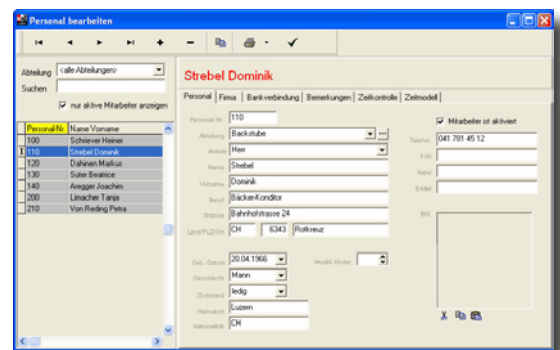 Personal bearbeiten
Abteilung <alle Abteilungen>
Suchen
nur aktive Mitarbeiter anzeigen
Personal-Nr. Name Vorname
100 Schriever Heiner
110 Strebel Dominik
120 Dahinen Markus
130 Suter Beatrice
140 Aregger Joachim
200 Limacher Tanja
210 Von Reding Petra
Strebel Dominik
Personal Firma Bankverbindung Bemerkungen Zeitkontrolle Zeitmodell
Personal-Nr. 110
Mitarbeiter ist aktiviert
Abteilung Backstube
Telefon 041 781 45 12
Anrede Herr
FAX
Name Strebel
Natel
Vorname Dominik
E-Mail
Beruf Bäcker-Konditor
Strasse Bahnhofstrasse 24
Bild
Land/PLZ/Ort CH 6343 Rotkreuz
Geb.-Datum 20.04.1966
Anzahl Kinder
Geschlecht Mann
Zivilstand ledig
Heimatort Luzern
Nationalität CH